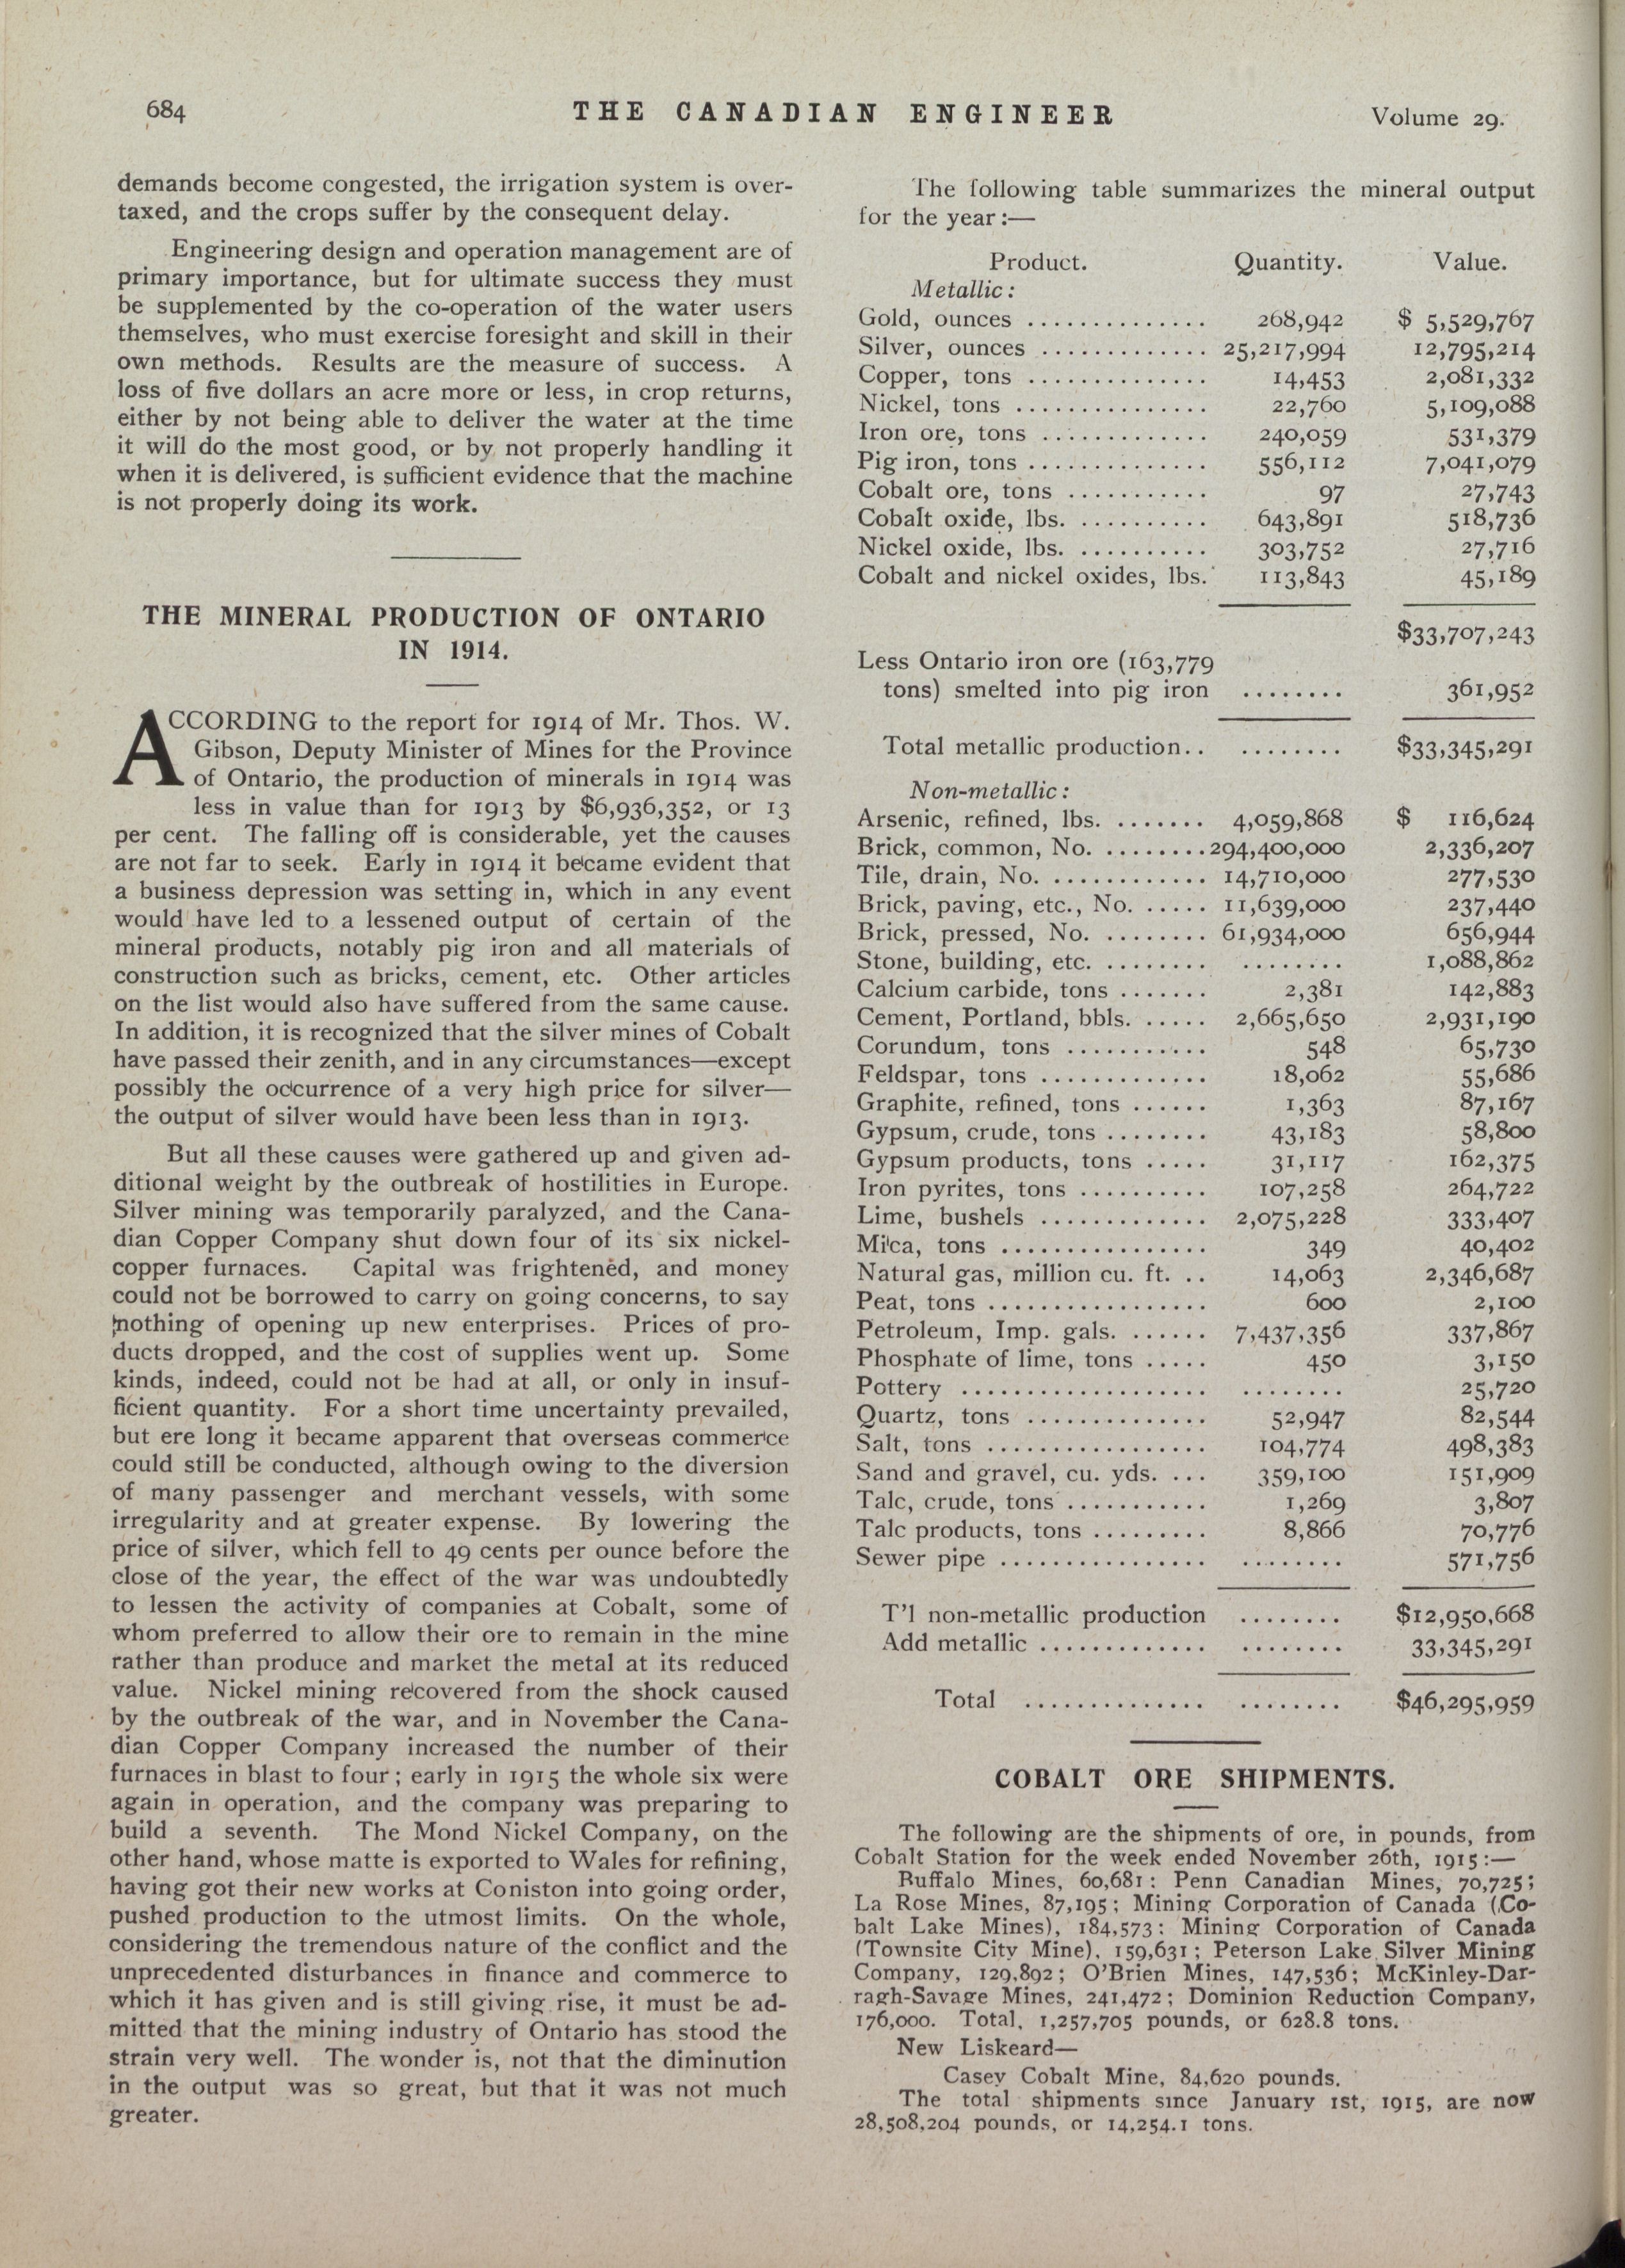 684
THE CANADIAN ENGINEER
Volume 29.
demands become congested, the irrigation system is over-
taxed, and the crops suffer by the consequent delay.
Engineering design and operation management are of
primary importance, but for ultimate success they must
be supplemented by the co-operation of the water users
themselves, who must exercise foresight and skill in their
own methods. Results are the measure of success. A
loss of five dollars an acre more or less, in crop returns,
either by not being able to deliver the water at the time
it will do the most good, or by not properly handling it
when it is delivered, is sufficient evidence that the machine
is not properly doing its work.
THE MINERAL PRODUCTION OF ONTARIO
IN 1914.
ACCORDING to the report for 1914 of Mr. Thos. W.
Gibson, Deputy Minister of Mines for the Province
of Ontario, the production of minerals in 1914 was
less in value than for 1913 by $6,936,352, or 13
per cent. The falling off is considerable, yet the causes
are not far to seek. Early in 1914 it became evident that
a business depression was setting in, which in any event
would have led to a lessened output of certain of the
mineral products, notably pig iron and all materials of
construction such as bricks, cement, etc. Other articles
on the list would also have suffered from the same cause.
In addition, it is recognized that the silver mines of Cobalt
have passed their zenith, and in any circumstances—except
possibly the occurrence of a very high price for silver—
the output of silver would have been less than in 1913.
But all these causes were gathered up and given ad-
ditional weight by the outbreak of hostilities in Europe.
Silver mining was temporarily paralyzed, and the Cana-
dian Copper Company shut down four of its six nickel-
copper furnaces. Capital was frightened, and money
could not be borrowed to carry on going concerns, to say
nothing of opening up new enterprises. Prices of pro-
ducts dropped, and the cost of supplies went up. Some
kinds, indeed, could not be had at all, or only in insuf-
ficient quantity. For a short time uncertainty prevailed,
but ere long it became apparent that overseas commerce
could still be conducted, although owing to the diversion
of many passenger and merchant vessels, with some
irregularity and at greater expense. By lowering the
price of silver, which fell to 49 cents per ounce before the
close of the year, the effect of the war was undoubtedly
to lessen the activity of companies at Cobalt, some of
whom preferred to allow their ore to remain in the mine
rather than produce and market the metal at its reduced
value. Nickel mining recovered from the shock caused
by the outbreak of the war, and in November the Cana-
dian Copper Company increased the number of their
furnaces in blast to four; early in 1915 the whole six were
again in operation, and the company was preparing to
build a seventh. The Mond Nickel Company, on the
other hand, whose matte is exported to Wales for refining,
having got their new works at Coniston into going order,
pushed production to the utmost limits. On the whole,
considering the tremendous nature of the conflict and the
unprecedented disturbances in finance and commerce to
which it has given and is still giving rise, it must be ad-
mitted that the mining industry of Ontario has stood the
strain very well. The wonder is, not that the diminution
in the output was so great, but that it was not much
greater.
The following table summarizes the mineral output
for the year:—
Product. Quantity. Value.
Metallic:
Gold, ounces .............. 268,942 $ 5,529,767
Silver, ounces ............. 25,217,994 12,795,214
Copper, tons .............. 14,453 2,081,332
Nickel, tons ............... 22,760 5,109,088
Iron ore, tons ............. 240,059 531,379
Pig iron, tons .............. 556,112 7,041,079
Cobalt ore, tons ........... 97 27,743
Cobalt oxide, lbs. .......... 643,891 518,736
Nickel oxide, lbs. .......... 303,752 27,716
Cobalt and nickel oxides, lbs. 113,843 45,189
$33,707,243
Less Ontario iron ore (163,779
tons) smelted into pig iron ........ 361,952
Total metallic production.. ........ $33,345,291
Non-metallic:
Arsenic, refined, lbs. ....... 4,059,868 $ 116,624
Brick, common, No. ........ 294,400,000 2,336,207
Tile, drain, No. ............ 14,710,000 277,530
Brick, paving, etc., No. ..... 11,639,000 237,440
Brick, pressed, No. ........ 61,934,000 656,944
Stone, building, etc. ........ ........ 1,088,862
Calcium carbide, tons ....... 2,381 142,883
Cement, Portland, bbls. ..... 2,665,650 2,931,190
Corundum, tons ........... 548 65,730
Feldspar, tons ............. 18,062 55,686
Graphite, refined, tons ...... 1,363 87,167
Gypsum, crude, tons ........ 43,183 58,800
Gypsum products, tons ..... 31,117 162,375
Iron pyrites, tons .......... 107,258 264,722
Lime, bushels ............. 2,075,228 333,407
Mica, tons ................ 349 40,402
Natural gas, million cu. ft. .. 14,063 2,346,687
Peat, tons ................. 600 2,100
Petroleum, Imp. gals. ...... 7,437,356 337,867
Phosphate of lime, tons ..... 450 3,150
Pottery ................... ........ 25,720
Quartz, tons .............. 52,947 82,544
Salt, tons ................. 104,774 498,383
Sand and gravel, cu. yds. ... 359,100 151,909
Talc, crude, tons ........... 1,269 3,807
Talc products, tons ......... 8,866 70,776
Sewer pipe ................ ........ 571,756
T'l non-metallic production ........ $12,950,668
Add metallic ............. ........ 33,345,291
Total .............. ........ $46,295,959
COBALT ORE SHIPMENTS.
The following are the shipments of ore, in pounds, from
Cobalt Station for the week ended November 26th, 1915:—
Buffalo Mines, 60,681; Penn Canadian Mines, 70,725;
La Rose Mines, 87,195; Mining Corporation of Canada (Co-
balt Lake Mines), 184,573; Mining Corporation of Canada
(Townsite City Mine), 159,631; Peterson Lake Silver Mining
Company, 129,892; O'Brien Mines, 147,536; McKinley-Dar-
ragh-Savage Mines, 241,472; Dominion Reduction Company,
176,000. Total, 1,257,705 pounds, or 628.8 tons.
New Liskeard—
Casey Cobalt Mine, 84,620 pounds.
The total shipments since January 1st, 1915, are now
28,508,204 pounds, or 14,254.1 tons.